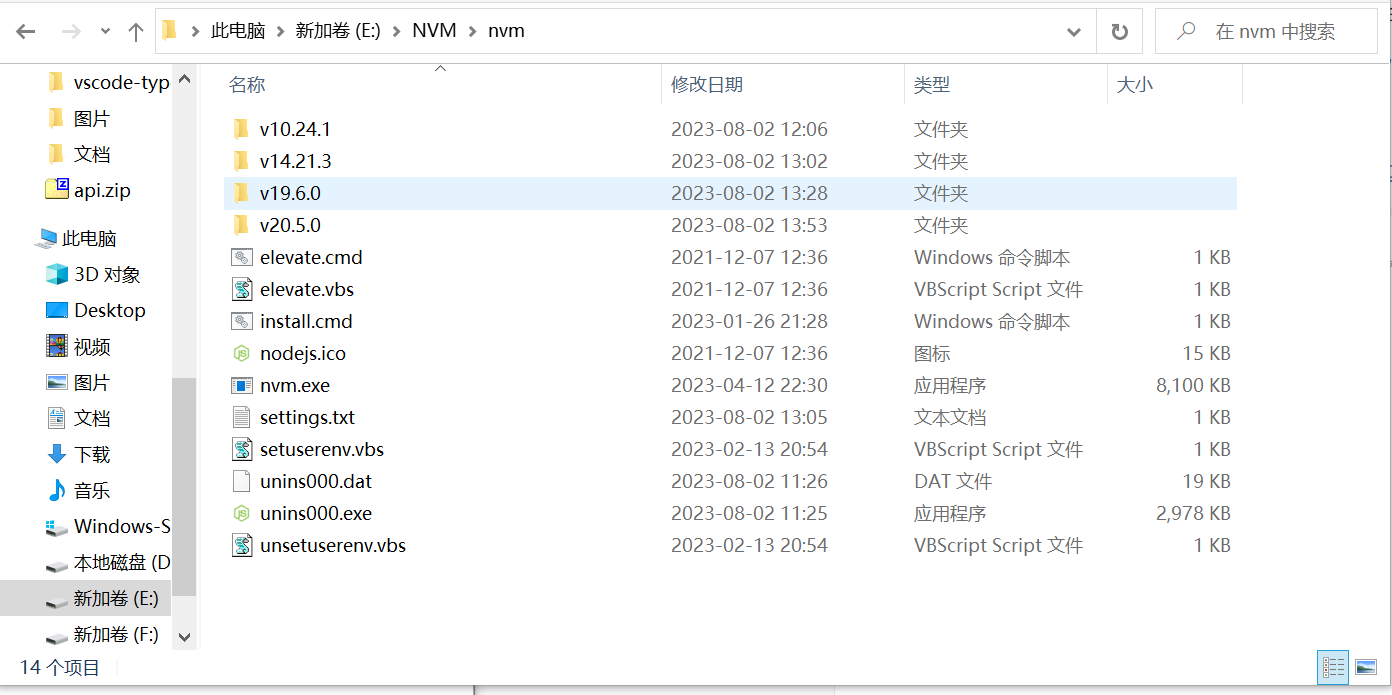 此电脑 > 新加卷 (E:) > NVM > nvm
在 nvm 中搜索
vscode-typ
图片
文档
api.zip
此电脑
3D 对象
Desktop
视频
图片
文档
下载
音乐
Windows-S
本地磁盘 (D
新加卷 (E:)
新加卷 (F:)
名称 修改日期 类型 大小
v10.24.1 2023-08-02 12:06 文件夹
v14.21.3 2023-08-02 13:02 文件夹
v19.6.0 2023-08-02 13:28 文件夹
v20.5.0 2023-08-02 13:53 文件夹
elevate.cmd 2021-12-07 12:36 Windows 命令脚本 1 KB
elevate.vbs 2021-12-07 12:36 VBScript Script 文件 1 KB
install.cmd 2023-01-26 21:28 Windows 命令脚本 1 KB
nodejs.ico 2021-12-07 12:36 图标 15 KB
nvm.exe 2023-04-12 22:30 应用程序 8,100 KB
settings.txt 2023-08-02 13:05 文本文档 1 KB
setuserenv.vbs 2023-02-13 20:54 VBScript Script 文件 1 KB
unins000.dat 2023-08-02 11:26 DAT 文件 19 KB
unins000.exe 2023-08-02 11:25 应用程序 2,978 KB
unsetuserenv.vbs 2023-02-13 20:54 VBScript Script 文件 1 KB
14 个项目